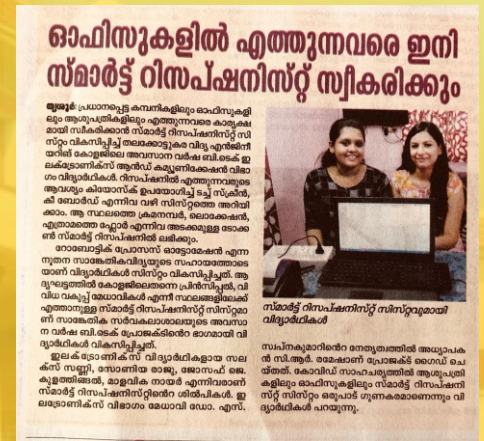 ഓഫിസുകളിൽ എത്തുന്നവരെ ഇനി
സ്മാർട്ട് റിസപ്ഷനിസ്റ്റ് സ്വീകരിക്കും
തൃശൂർ: പ്രധാനപ്പെട്ട കമ്പനികളിലും ഓഫിസുകളി
ലും ആശുപത്രികളിലും എത്തുന്നവരെ കാര്യക്ഷ
മമായി സ്വീകരിക്കാൻ സ്മാർട്ട് റിസപ്ഷനിസ്റ്റ് സി
സ്റ്റം വികസിപ്പിച്ച് തലക്കോട്ടുകര വിദ്യ എൻജിനീ
യറിങ് കോളജിലെ അവസാന വർഷ ബി.ടെക് ഇ
ലക്ട്രോണിക്സ് ആൻഡ് കമ്യൂണിക്കേഷൻ വിഭാ
ഗം വിദ്യാർഥികൾ. റിസപ്ഷനിൽ എത്തുന്നവരുടെ
ആവശ്യം കിയോസ്ക് ഉപയോഗിച്ച് ടച്ച് സ്ക്രീൻ,
കീ ബോർഡ് എന്നിവ വഴി സിസ്റ്റത്തെ അറിയി
ക്കാം. ആ സ്ഥലത്തെ ക്രമനമ്പർ, ലൊക്കേഷൻ,
എത്രാമത്തെ ഫ്ലോർ എന്നിവ അടക്കമുള്ള ടോക്ക
ൺ സ്മാർട്ട് റിസപ്ഷനിൽ ലഭിക്കും.
റോബോട്ടിക് പ്രോസസ് ഓട്ടോമേഷൻ എന്ന
നൂതന സാങ്കേതികവിദ്യയുടെ സഹായത്തോടെ
യാണ് വിദ്യാർഥികൾ സിസ്റ്റം വികസിപ്പിച്ചത്. ആ
ദ്യഘട്ടത്തിൽ കോളജിലെതന്നെ പ്രിൻസിപ്പൽ, വി
വിധ വകുപ്പ് മേധാവികൾ എന്നീ സ്ഥലങ്ങളിലേക്ക്
എത്താനുള്ള സ്മാർട്ട് റിസപ്ഷനിസ്റ്റ് സിസ്റ്റമാ
ണ് സാങ്കേതിക സർവകലാശാലയുടെ അവസാ
ന വർഷ ബി.ടെക് പ്രോജക്ടിന്റെ ഭാഗമായി വി
ദ്യാർഥികൾ വികസിപ്പിച്ചത്.
ഇലക്ട്രോണിക്സ് വിദ്യാർഥികളായ സല
ക്സ് സണ്ണി, സോണിയ രാജു, ജോസഫ് ജെ.
കുളത്തിങ്ങൽ, മാളവിക നായർ എന്നിവരാണ്
സ്മാർട്ട് റിസപ്ഷനിസ്റ്റിന്റെ ശിൽപികൾ. ഇ
ലട്രോണിക്സ് വിഭാഗം മേധാവി ഡോ. എസ്.
സ്മാർട്ട് റിസപ്ഷനിസ്റ്റ് സിസ്റ്റവുമായി
വിദ്യാർഥികൾ
സ്വപ്നകുമാറിന്റെ നേതൃത്വത്തിൽ അധ്യാപക
ൻ സി.ആർ. രമേഷാണ് പ്രോജക്ട് ഗൈഡ് ചെ
യ്തത്. കോവിഡ് സാഹചര്യത്തിൽ ആശുപത്രി
കളിലും ഓഫിസുകളിലും സ്മാർട്ട് റിസപ്ഷനി
സ്റ്റ് സിസ്റ്റം ഒരുപാട് ഗുണകരമാണെന്നും വി
ദ്യാർഥികൾ പറയുന്നു.